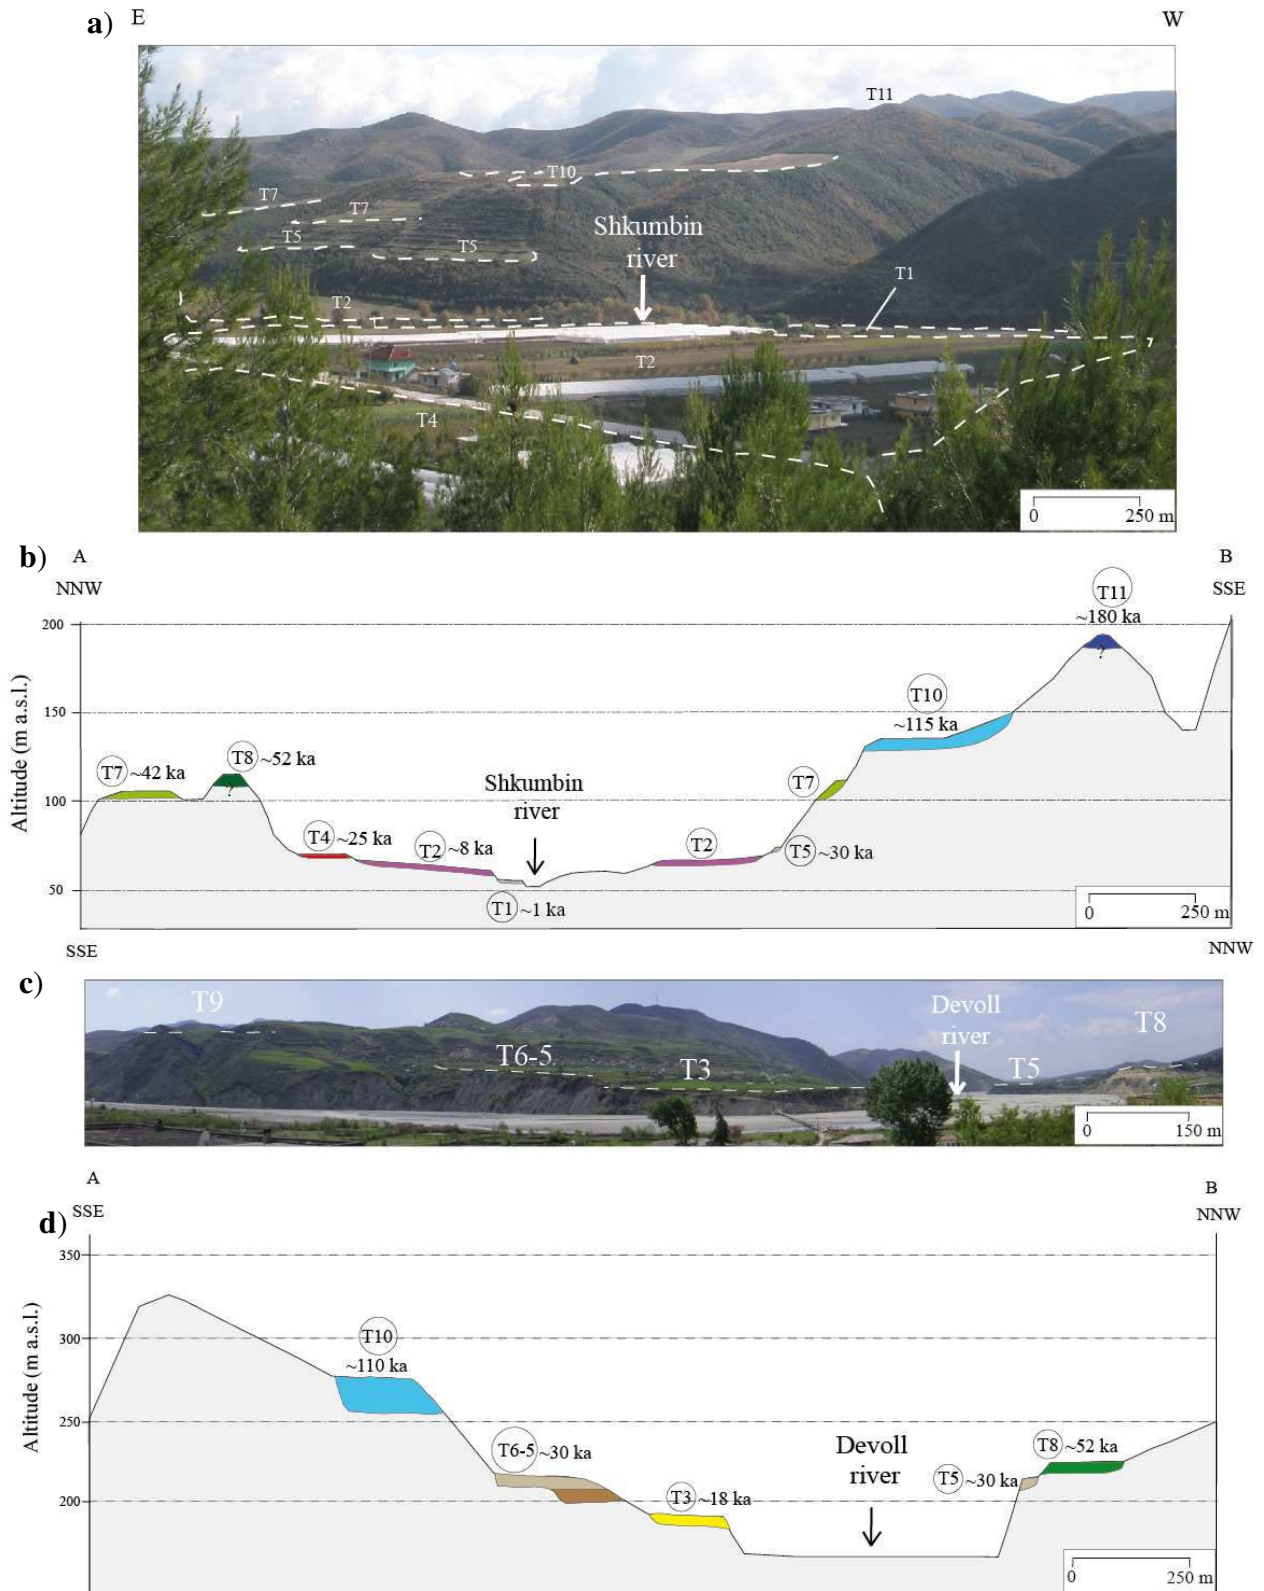 a) E W
T11
T10
T7
T7
T5
T5
Shkumbin
river
T1
T2
T2
T4
0 250 m
b) A B
NNW SSE
Altitude (m a.s.l.)
200
150
100
50
T11
~180 ka
?
T10
~115 ka
T7 ~42 ka
T8 ~52 ka
?
T7
Shkumbin
river
T4 ~25 ka
T2 ~8 ka
T2
T5 ~30 ka
T1 ~1 ka
0 250 m
SSE NNW
c)
T9
T6-5
T3
Devoll
river
T5
T8
0 150 m
A B
d) SSE NNW
Altitude (m a.s.l.)
350
300
250
200
T10
~110 ka
T6-5 ~30 ka
T3 ~18 ka
Devoll
river
T5 ~30 ka
T8 ~52 ka
0 250 m